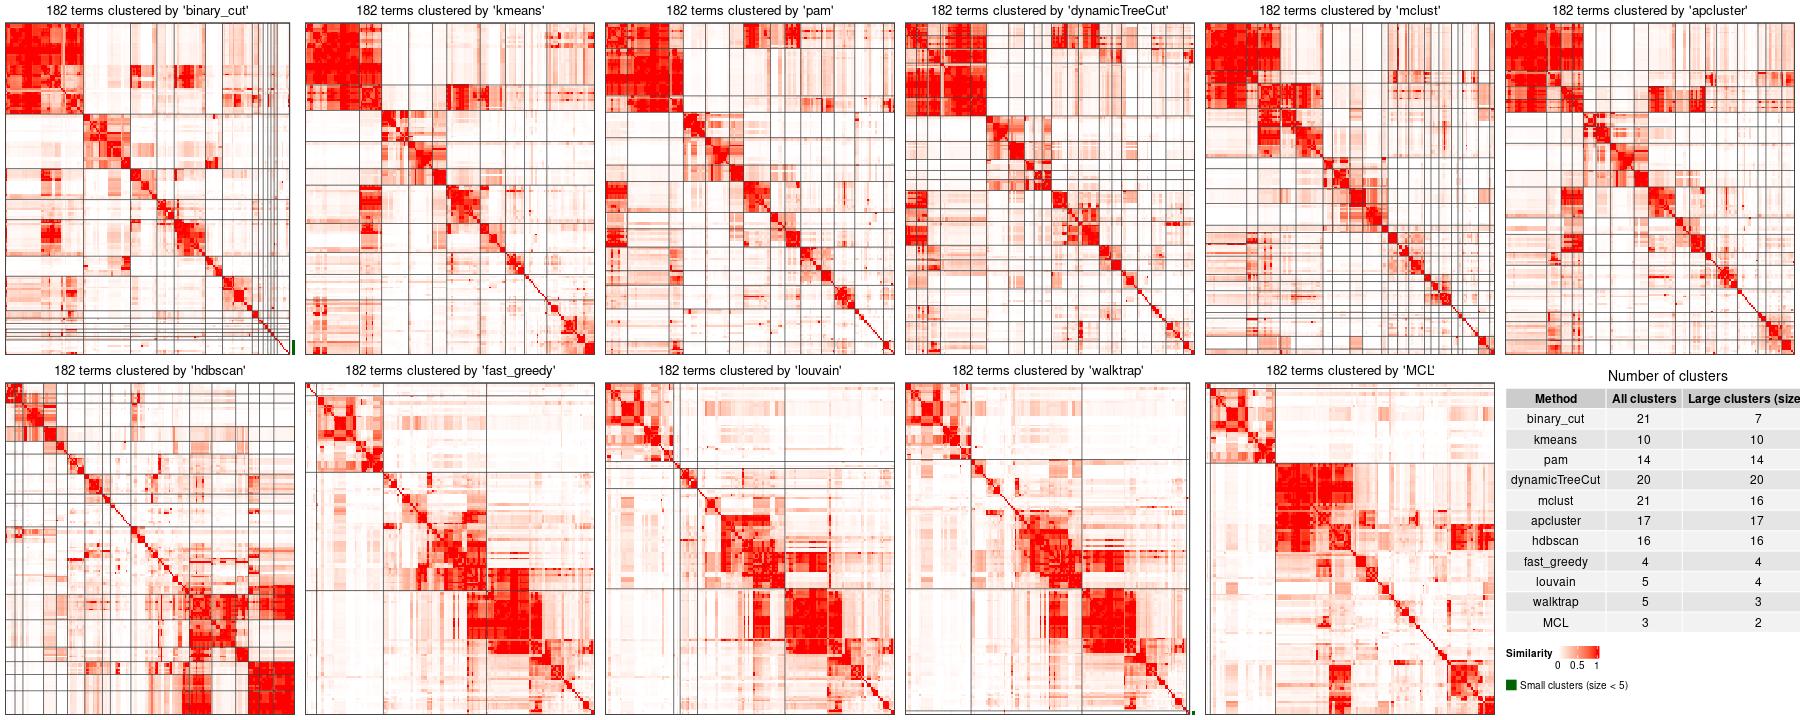 182 terms clustered by 'binary_cut'
182 terms clustered by 'kmeans'
182 terms clustered by 'pam'
182 terms clustered by 'dynamicTreeCut'
182 terms clustered by 'mclust'
182 terms clustered by 'apcluster'
182 terms clustered by 'hdbscan'
182 terms clustered by 'fast_greedy'
182 terms clustered by 'louvain'
182 terms clustered by 'walktrap'
182 terms clustered by 'MCL'
Number of clusters
Method All clusters Large clusters (size
binary_cut 21 7
kmeans 10 10
pam 14 14
dynamicTreeCut 20 20
mclust 21 16
apcluster 17 17
hdbscan 16 16
fast_greedy 4 4
louvain 5 4
walktrap 5 3
MCL 3 2
Similarity
0 0.5 1
Small clusters (size < 5)